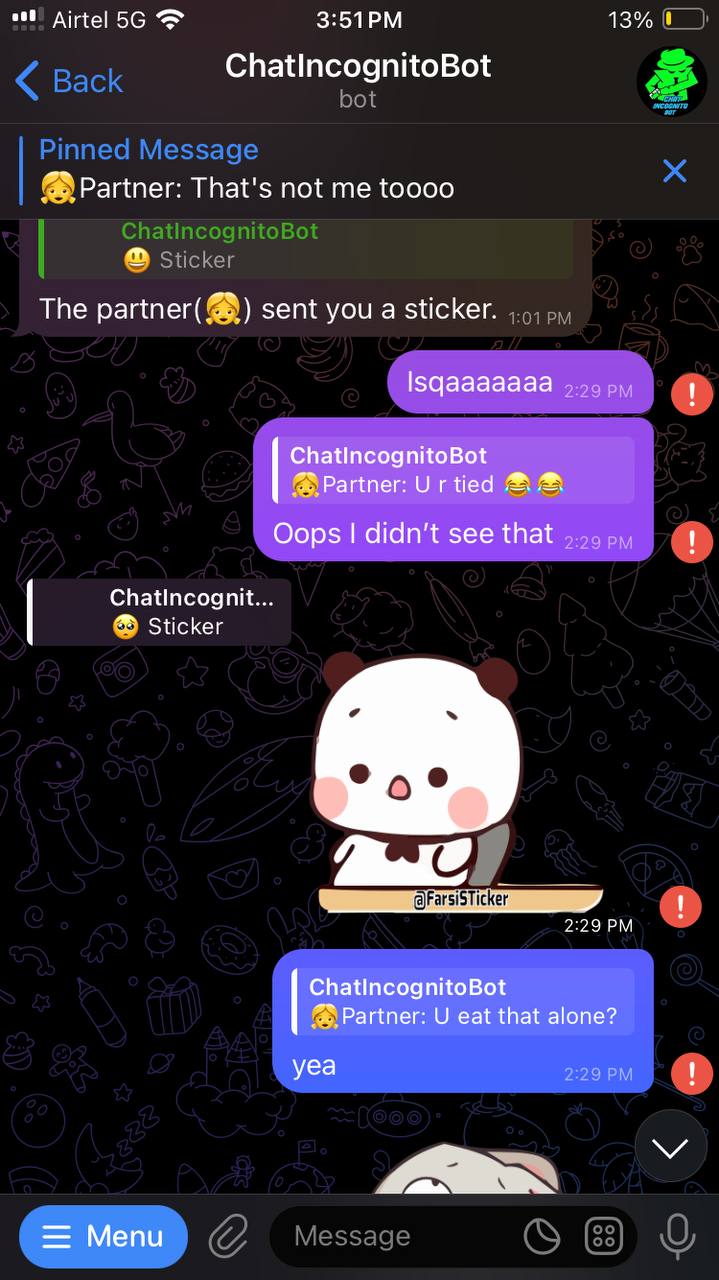 Airtel 5G 3:51 PM 13%
Back ChatIncognitoBot
bot
CHAT
INCOGNITO
BOT
Pinned Message
👧Partner: That's not me toooo
ChatIncognitoBot
😃 Sticker
The partner(👧) sent you a sticker. 1:01 PM
Isqaaaaaaa 2:29 PM
ChatIncognitoBot
👧Partner: U r tied 😂😂
Oops I didn’t see that 2:29 PM
ChatIncognit...
🥺 Sticker
@FarsiSTicker
2:29 PM
ChatIncognitoBot
👧Partner: U eat that alone?
yea 2:29 PM
Menu Message